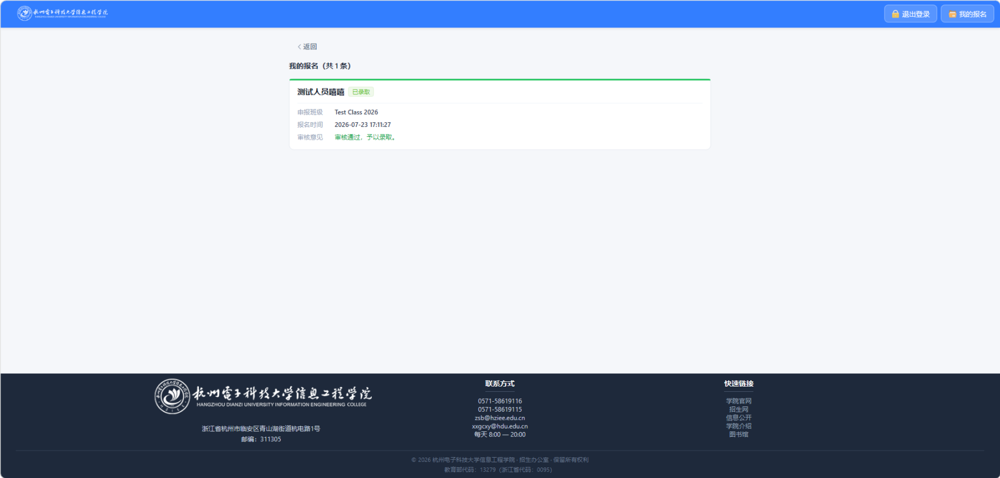 杭州电子科技大学信息工程学院
HANGZHOU DIANZI UNIVERSITY INFORMATION ENGINEERING COLLEGE
退出登录
我的报名
返回
我的报名（共 1 条）
测试人员嘻嘻 已录取
申报班级 Test Class 2026
报名时间 2026-07-23 17:11:27
审核意见 审核通过，予以录取。
杭州電子科技大学信息工程学院
HANGZHOU DIANZI UNIVERSITY INFORMATION ENGINEERING COLLEGE
浙江省杭州市临安区青山湖街道杭电路1号
邮编：311305
联系方式
0571-58619116
0571-58619115
zsb@hziee.edu.cn
xxgcxy@hdu.edu.cn
每天 8:00 — 20:00
快速链接
学院官网
招生网
信息公开
学院介绍
图书馆
© 2026 杭州电子科技大学信息工程学院 · 招生办公室 · 保留所有权利
教育部代码：13279（浙江省代码：0095）